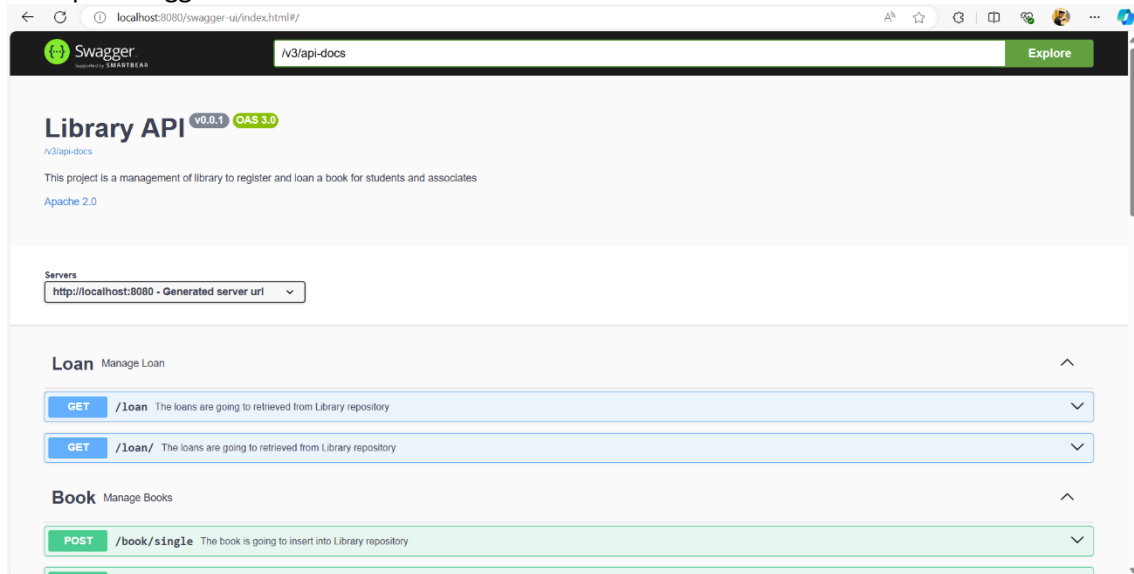 localhost:8080/swagger-ui/index.html#/
Swagger
Supported by SMARTBEAR
/v3/api-docs
Explore
Library API v0.0.1 OAS 3.0
/v3/api-docs
This project is a management of library to register and loan a book for students and associates
Apache 2.0
Servers
http://localhost:8080 - Generated server url
Loan Manage Loan
GET /loan The loans are going to retrieved from Library repository
GET /loan/ The loans are going to retrieved from Library repository
Book Manage Books
POST /book/single The book is going to insert into Library repository